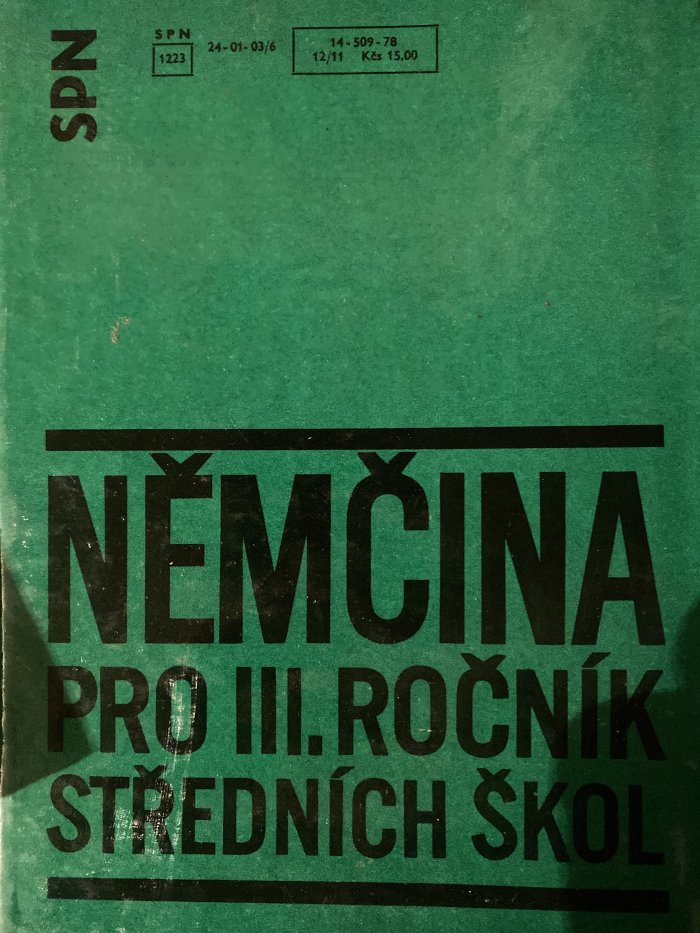 SPN
SPN
1223
24-01-03/6
14-509-78
12/11 Kčs 15,00
NĚMČINA
PRO III. ROČNÍK
STŘEDNÍCH ŠKOL